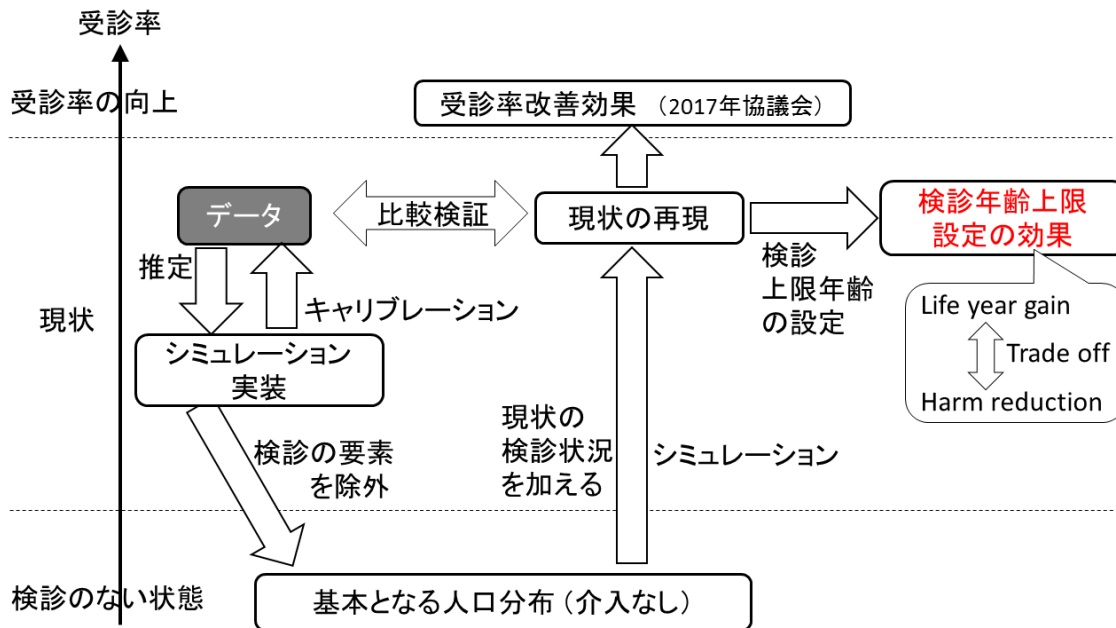 受診率
受診率の向上
受診率改善効果 （2017年協議会）
データ
比較検証
現状の再現
検診年齢上限
設定の効果
推定
キャリブレーション
検診
上限年齢
の設定
現状
シミュレーション
実装
Life year gain
Trade off
Harm reduction
検診の要素
を除外
現状の
検診状況
を加える
シミュレーション
検診のない状態
基本となる人口分布（介入なし）